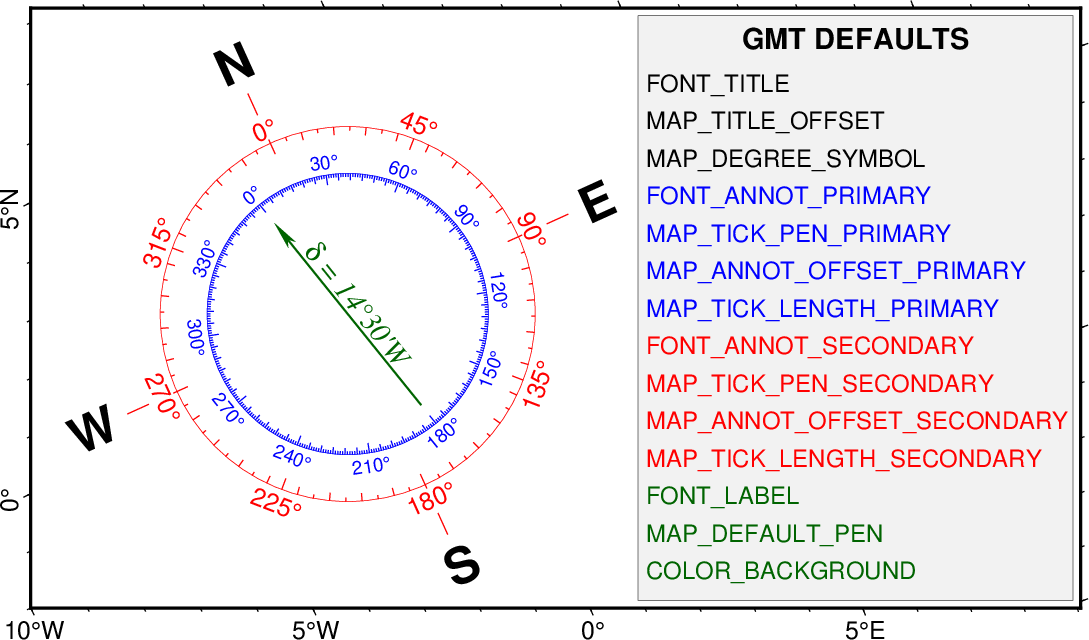 N
E
S
W
0°
45°
90°
135°
180°
225°
270°
315°
0°
30°
60°
90°
120°
150°
180°
210°
240°
270°
300°
330°
δ = 14°30'W
5°N
0°
10°W
5°W
0°
5°E
GMT DEFAULTS
FONT_TITLE
MAP_TITLE_OFFSET
MAP_DEGREE_SYMBOL
FONT_ANNOT_PRIMARY
MAP_TICK_PEN_PRIMARY
MAP_ANNOT_OFFSET_PRIMARY
MAP_TICK_LENGTH_PRIMARY
FONT_ANNOT_SECONDARY
MAP_TICK_PEN_SECONDARY
MAP_ANNOT_OFFSET_SECONDARY
MAP_TICK_LENGTH_SECONDARY
FONT_LABEL
MAP_DEFAULT_PEN
COLOR_BACKGROUND